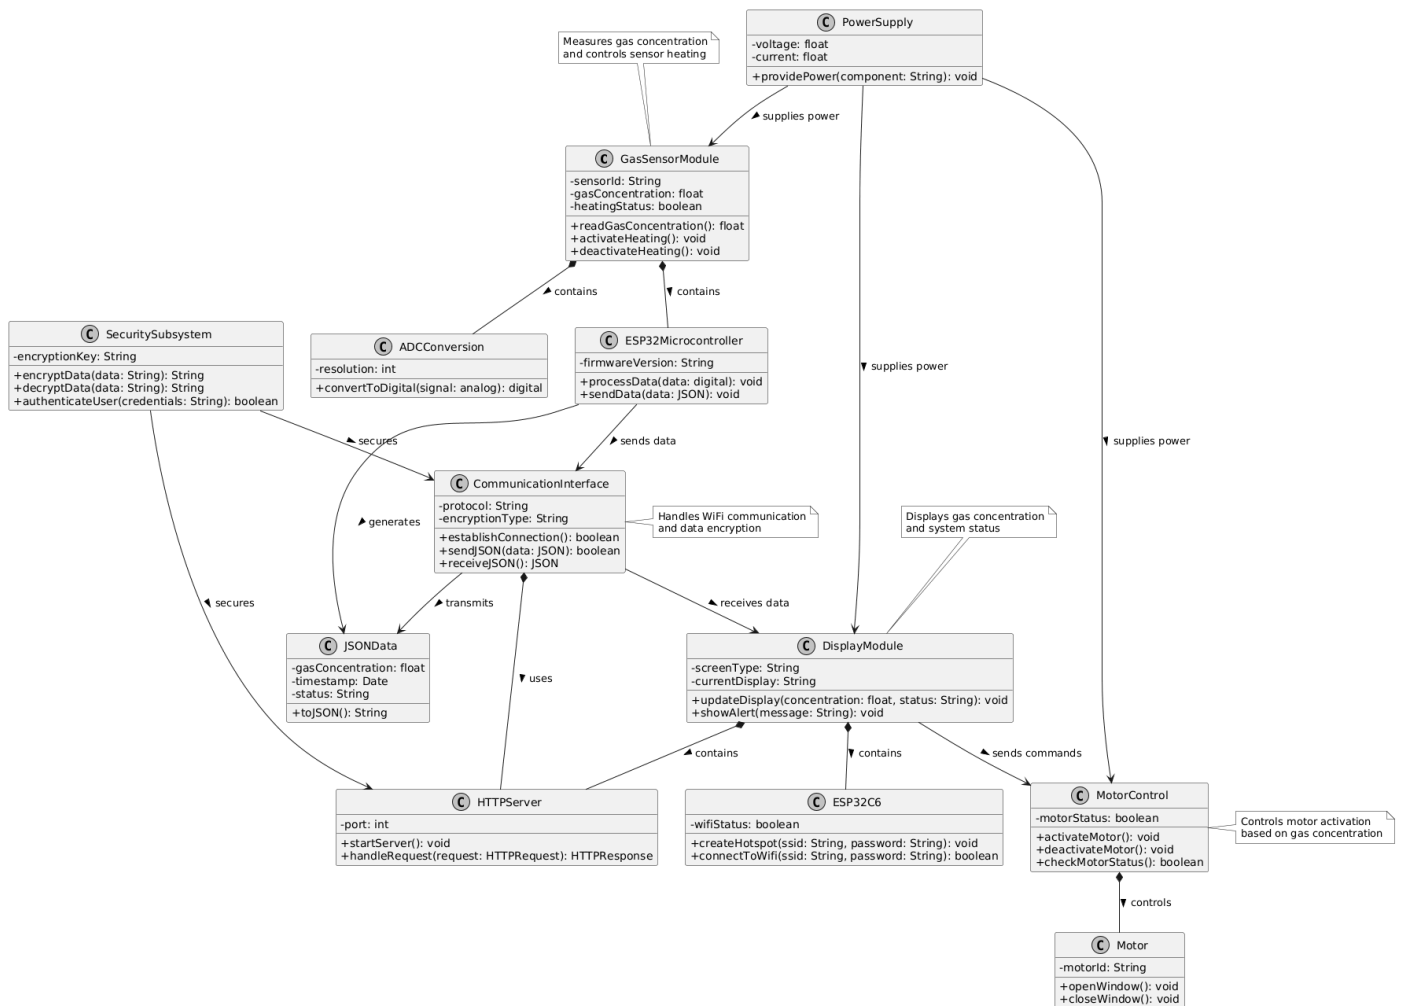 C PowerSupply
-voltage: float
-current: float
+providePower(component: String): void
Measures gas concentration
and controls sensor heating
supplies power
C GasSensorModule
-sensorId: String
-gasConcentration: float
-heatingStatus: boolean
+readGasConcentration(): float
+activateHeating(): void
+deactivateHeating(): void
contains
contains
C SecuritySubsystem
-encryptionKey: String
+encryptData(data: String): String
+decryptData(data: String): String
+authenticateUser(credentials: String): boolean
C ADCConversion
-resolution: int
+convertToDigital(signal: analog): digital
C ESP32Microcontroller
-firmwareVersion: String
+processData(data: digital): void
+sendData(data: JSON): void
supplies power
secures
sends data
supplies power
C CommunicationInterface
-protocol: String
-encryptionType: String
+establishConnection(): boolean
+sendJSON(data: JSON): boolean
+receiveJSON(): JSON
Handles WiFi communication
and data encryption
Displays gas concentration
and system status
generates
secures
transmits
receives data
C JSONData
-gasConcentration: float
-timestamp: Date
-status: String
+toJSON(): String
uses
C DisplayModule
-screenType: String
-currentDisplay: String
+updateDisplay(concentration: float, status: String): void
+showAlert(message: String): void
contains
contains
sends commands
C HTTPServer
-port: int
+startServer(): void
+handleRequest(request: HTTPRequest): HTTPResponse
C ESP32C6
-wifiStatus: boolean
+createHotspot(ssid: String, password: String): void
+connectToWifi(ssid: String, password: String): boolean
C MotorControl
-motorStatus: boolean
+activateMotor(): void
+deactivateMotor(): void
+checkMotorStatus(): boolean
Controls motor activation
based on gas concentration
controls
C Motor
-motorId: String
+openWindow(): void
+closeWindow(): void